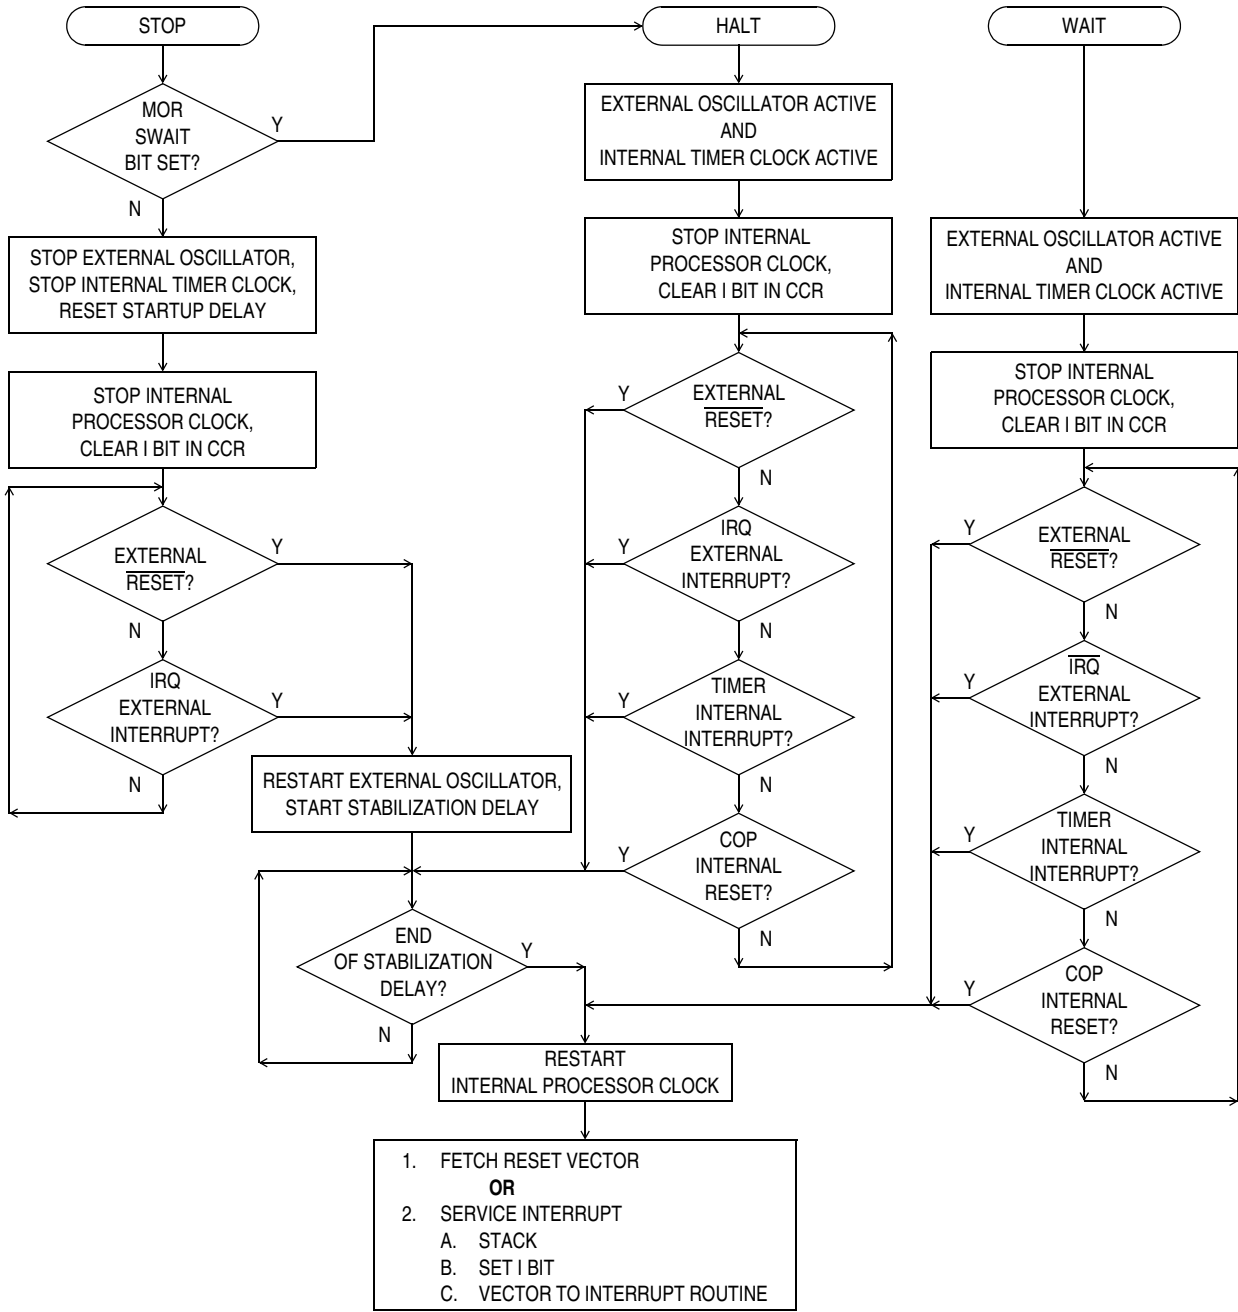 STOP
MOR
SWAIT
BIT SET?
Y
N
STOP EXTERNAL OSCILLATOR,
STOP INTERNAL TIMER CLOCK,
RESET STARTUP DELAY
STOP INTERNAL
PROCESSOR CLOCK,
CLEAR I BIT IN CCR
EXTERNAL
RESET?
Y
N
IRQ
EXTERNAL
INTERRUPT?
Y
N
RESTART EXTERNAL OSCILLATOR,
START STABILIZATION DELAY
END
OF STABILIZATION
DELAY?
Y
N
HALT
EXTERNAL OSCILLATOR ACTIVE
AND
INTERNAL TIMER CLOCK ACTIVE
STOP INTERNAL
PROCESSOR CLOCK,
CLEAR I BIT IN CCR
Y
EXTERNAL
RESET?
N
Y
IRQ
EXTERNAL
INTERRUPT?
N
Y
TIMER
INTERNAL
INTERRUPT?
N
Y
COP
INTERNAL
RESET?
N
WAIT
EXTERNAL OSCILLATOR ACTIVE
AND
INTERNAL TIMER CLOCK ACTIVE
STOP INTERNAL
PROCESSOR CLOCK,
CLEAR I BIT IN CCR
Y
EXTERNAL
RESET?
N
Y
IRQ
EXTERNAL
INTERRUPT?
N
Y
TIMER
INTERNAL
INTERRUPT?
N
Y
COP
INTERNAL
RESET?
N
RESTART
INTERNAL PROCESSOR CLOCK
1. FETCH RESET VECTOR
OR
2. SERVICE INTERRUPT
A. STACK
B. SET I BIT
C. VECTOR TO INTERRUPT ROUTINE